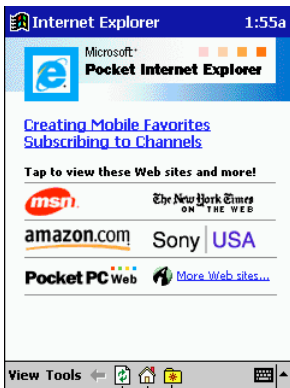 Internet Explorer 1:55a
Microsoft
Pocket Internet Explorer
Creating Mobile Favorites
Subscribing to Channels
Tap to view these Web sites and more!
msn The New York Times
ON THE WEB
amazon.com Sony USA
Pocket PC Web More Web sites...
View Tools